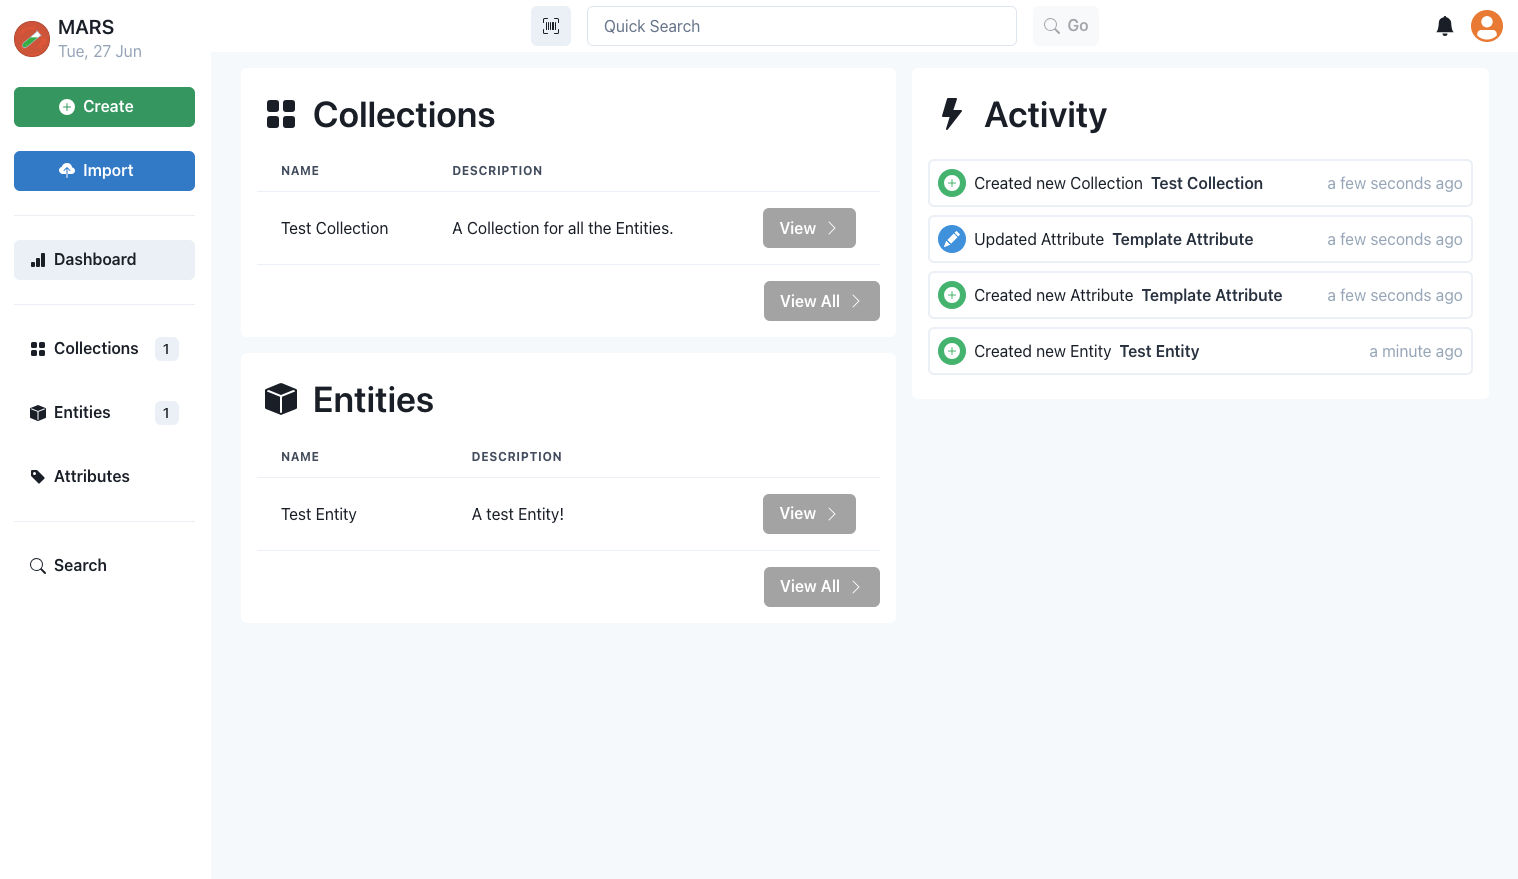 MARS
Tue, 27 Jun
Create
Import
Dashboard
Collections 1
Entities 1
Attributes
Search
Quick Search
Go
Collections
NAME DESCRIPTION
Test Collection A Collection for all the Entities. View
View All
Entities
NAME DESCRIPTION
Test Entity A test Entity! View
View All
Activity
Created new Collection Test Collection a few seconds ago
Updated Attribute Template Attribute a few seconds ago
Created new Attribute Template Attribute a few seconds ago
Created new Entity Test Entity a minute ago